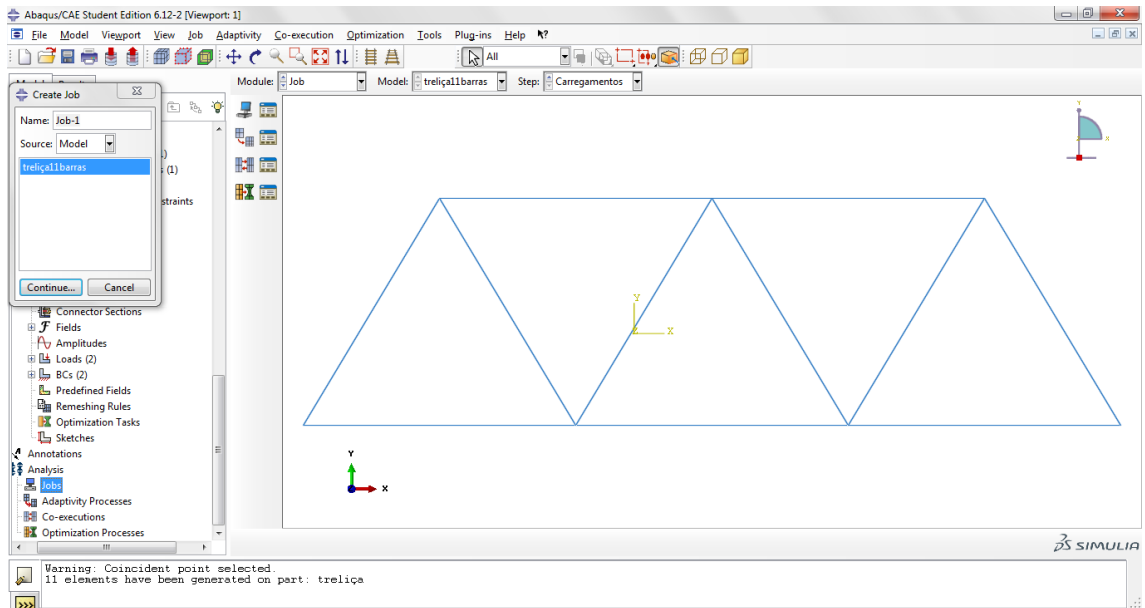 Abaqus/CAE Student Edition 6.12-2 [Viewport: 1]
File Model Viewport View Job Adaptivity Co-execution Optimization Tools Plug-ins Help
All
Module: Job Model: treliça11barras Step: Carregamentos
Create Job
Name: Job-1
Source: Model
treliça11barras
(1)
straints
Continue... Cancel
Connector Sections
Fields
Amplitudes
Loads (2)
BCs (2)
Predefined Fields
Remeshing Rules
Optimization Tasks
Sketches
Annotations
Analysis
Jobs
Adaptivity Processes
Co-executions
Optimization Processes
Y
X
Y
X
Y
X
SIMULIA
Warning: Coincident point selected.
11 elements have been generated on part: treliça
>>>